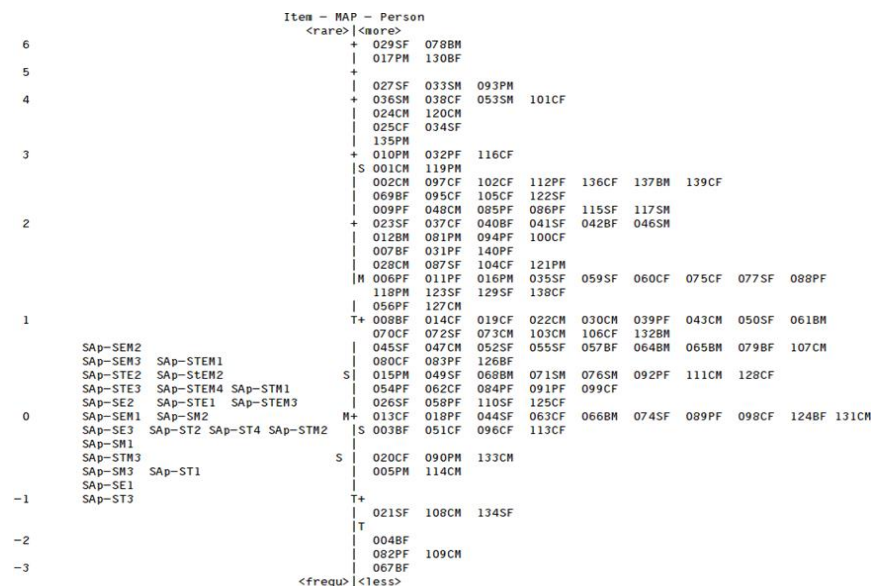 Item – MAP – Person
<rare>|<more>
6 + 029SF 078BM
| 017PM 130BF
5 +
| 027SF 033SM 093PM
4 + 036SM 038CF 053SM 101CF
| 024CM 120CM
| 025CF 034SF
| 135PM
3 + 010PM 032PF 116CF
|S 001CM 119PM
| 002CM 097CF 102CF 112PF 136CF 137BM 139CF
| 069BF 095CF 105CF 122SF
| 009PF 048CM 085PF 086PF 115SF 117SM
2 + 023SF 037CF 040BF 041SF 042BF 046SM
| 012BM 081PM 094PF 100CF
| 007BF 031PF 140PF
| 028CM 087SF 104CF 121PM
|M 006PF 011PF 016PM 035SF 059SF 060CF 075CF 077SF 088PF
118PM 123SF 129SF 138CF
| 056PF 127CM
1 T+ 008BF 014CF 019CF 022CM 030CM 039PF 043CM 050SF 061BM
070CF 072SF 073CM 103CM 106CF 132BM
SAp-SEM2 | 045SF 047CM 052SF 055SF 057BF 064BM 065BM 079BF 107CM
SAp-SEM3 SAp-STEM1 | 080CF 083PF 126BF
SAp-STE2 SAp-StEM2 S| 015PM 049SF 068BM 071SM 076SM 092PF 111CM 128CF
SAp-STE3 SAp-STEM4 SAp-STM1 | 054PF 062CF 084PF 091PF 099CF
SAp-SE2 SAp-STE1 SAp-STEM3 | 026SF 058PF 110SF 125CF
0 SAp-SEM1 SAp-SM2 M+ 013CF 018PF 044SF 063CF 066BM 074SF 089PF 098CF 124BF 131CM
SAp-SE3 SAp-ST2 SAp-ST4 SAp-STM2 |S 003BF 051CF 096CF 113CF
SAp-SM1 |
SAp-STM3 S | 020CF 090PM 133CM
SAp-SM3 SAp-ST1 | 005PM 114CM
SAp-SE1 |
-1 SAp-ST3 T+
| 021SF 108CM 134SF
|T
-2 | 004BF
| 082PF 109CM
-3 | 067BF
<frequ>|<less>